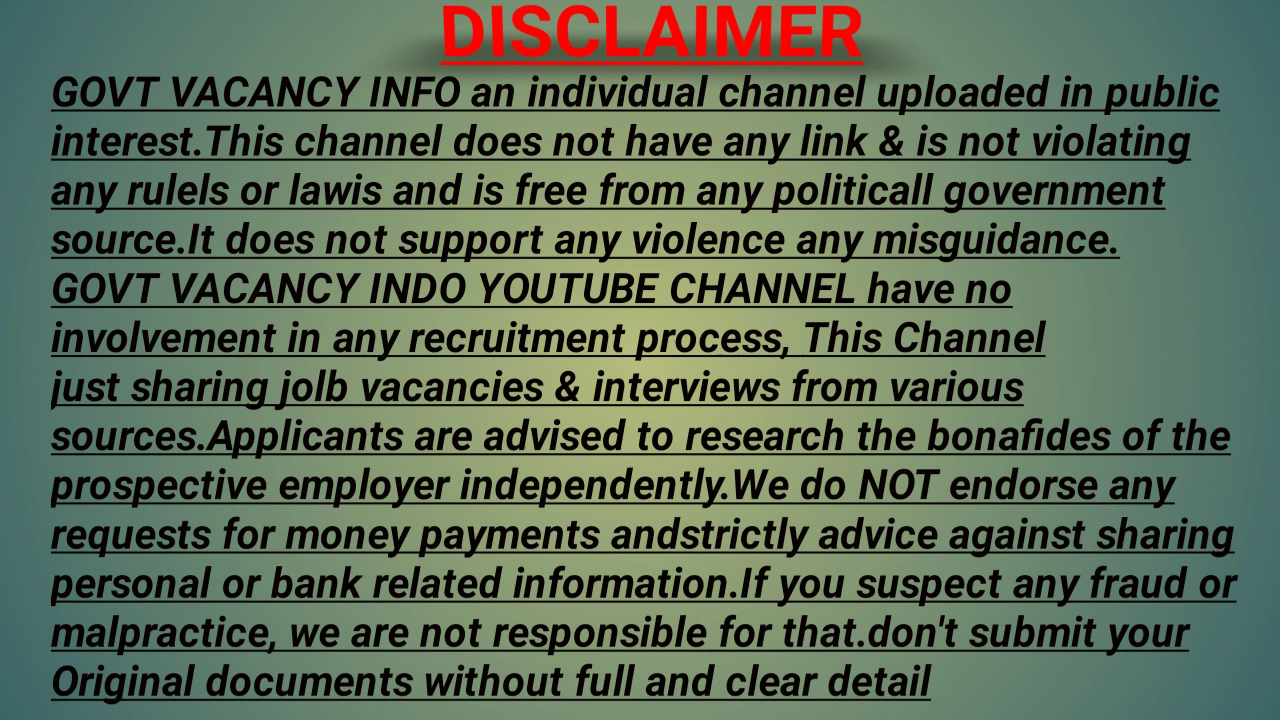 DISCLAIMER
GOVT VACANCY INFO an individual channel uploaded in public
interest.This channel does not have any link & is not violating
any rulels or lawis and is free from any politicall government
source.It does not support any violence any misguidance.
GOVT VACANCY INDO YOUTUBE CHANNEL have no
involvement in any recruitment process, This Channel
just sharing jolb vacancies & interviews from various
sources.Applicants are advised to research the bonafides of the
prospective employer independently.We do NOT endorse any
requests for money payments andstrictly advice against sharing
personal or bank related information.If you suspect any fraud or
malpractice, we are not responsible for that.don't submit your
Original documents without full and clear detail